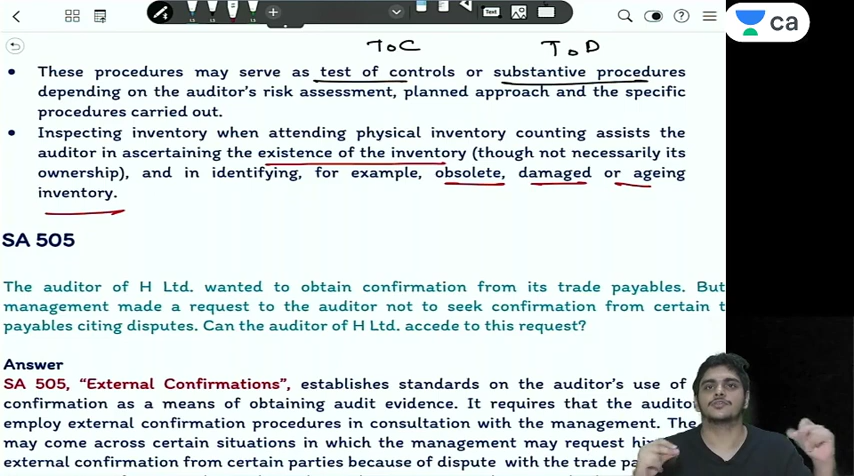 Text
ca
ToC ToD
• These procedures may serve as test of controls or substantive procedures
depending on the auditor's risk assessment, planned approach and the specific
procedures carried out.
• Inspecting inventory when attending physical inventory counting assists the
auditor in ascertaining the existence of the inventory (though not necessarily its
ownership), and in identifying, for example, obsolete, damaged or ageing
inventory.
SA 505
The auditor of H Ltd. wanted to obtain confirmation from its trade payables. But
management made a request to the auditor not to seek confirmation from certain t
payables citing disputes. Can the auditor of H Ltd. accede to this request?
Answer
SA 505, “External Confirmations”, establishes standards on the auditor's use of
confirmation as a means of obtaining audit evidence. It requires that the audito
employ external confirmation procedures in consultation with the management. The
may come across certain situations in which the management may request hi
external confirmation from certain parties because of dispute with the trade pa